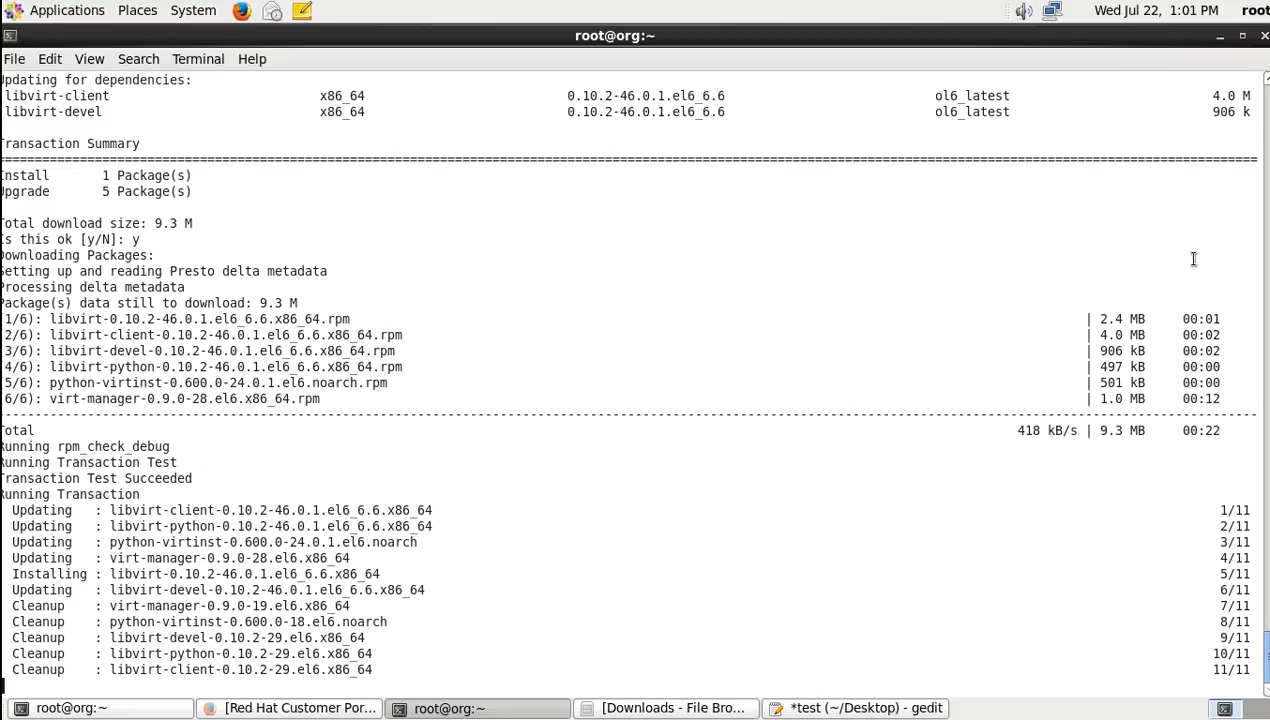 Applications Places System Wed Jul 22, 1:01 PM root
root@org:~
File Edit View Search Terminal Help
Updating for dependencies:
libvirt-client x86_64 0.10.2-46.0.1.el6_6.6 ol6_latest 4.0 M
libvirt-devel x86_64 0.10.2-46.0.1.el6_6.6 ol6_latest 906 k
Transaction Summary
================================================================================
Install 1 Package(s)
Upgrade 5 Package(s)
Total download size: 9.3 M
Is this ok [y/N]: y
Downloading Packages:
Setting up and reading Presto delta metadata
Processing delta metadata
Package(s) data still to download: 9.3 M
(1/6): libvirt-0.10.2-46.0.1.el6_6.6.x86_64.rpm | 2.4 MB 00:01
(2/6): libvirt-client-0.10.2-46.0.1.el6_6.6.x86_64.rpm | 4.0 MB 00:02
(3/6): libvirt-devel-0.10.2-46.0.1.el6_6.6.x86_64.rpm | 906 kB 00:02
(4/6): libvirt-python-0.10.2-46.0.1.el6_6.6.x86_64.rpm | 497 kB 00:00
(5/6): python-virtinst-0.600.0-24.0.1.el6.noarch.rpm | 501 kB 00:00
(6/6): virt-manager-0.9.0-28.el6.x86_64.rpm | 1.0 MB 00:12
--------------------------------------------------------------------------------
Total 418 kB/s | 9.3 MB 00:22
Running rpm_check_debug
Running Transaction Test
Transaction Test Succeeded
Running Transaction
Updating : libvirt-client-0.10.2-46.0.1.el6_6.6.x86_64 1/11
Updating : libvirt-python-0.10.2-46.0.1.el6_6.6.x86_64 2/11
Updating : python-virtinst-0.600.0-24.0.1.el6.noarch 3/11
Updating : virt-manager-0.9.0-28.el6.x86_64 4/11
Installing : libvirt-0.10.2-46.0.1.el6_6.6.x86_64 5/11
Updating : libvirt-devel-0.10.2-46.0.1.el6_6.6.x86_64 6/11
Cleanup : virt-manager-0.9.0-19.el6.x86_64 7/11
Cleanup : python-virtinst-0.600.0-18.el6.noarch 8/11
Cleanup : libvirt-devel-0.10.2-29.el6.x86_64 9/11
Cleanup : libvirt-python-0.10.2-29.el6.x86_64 10/11
Cleanup : libvirt-client-0.10.2-29.el6.x86_64 11/11
root@org:~ [Red Hat Customer Por... root@org:~ [Downloads - File Bro... *test (~/Desktop) - gedit